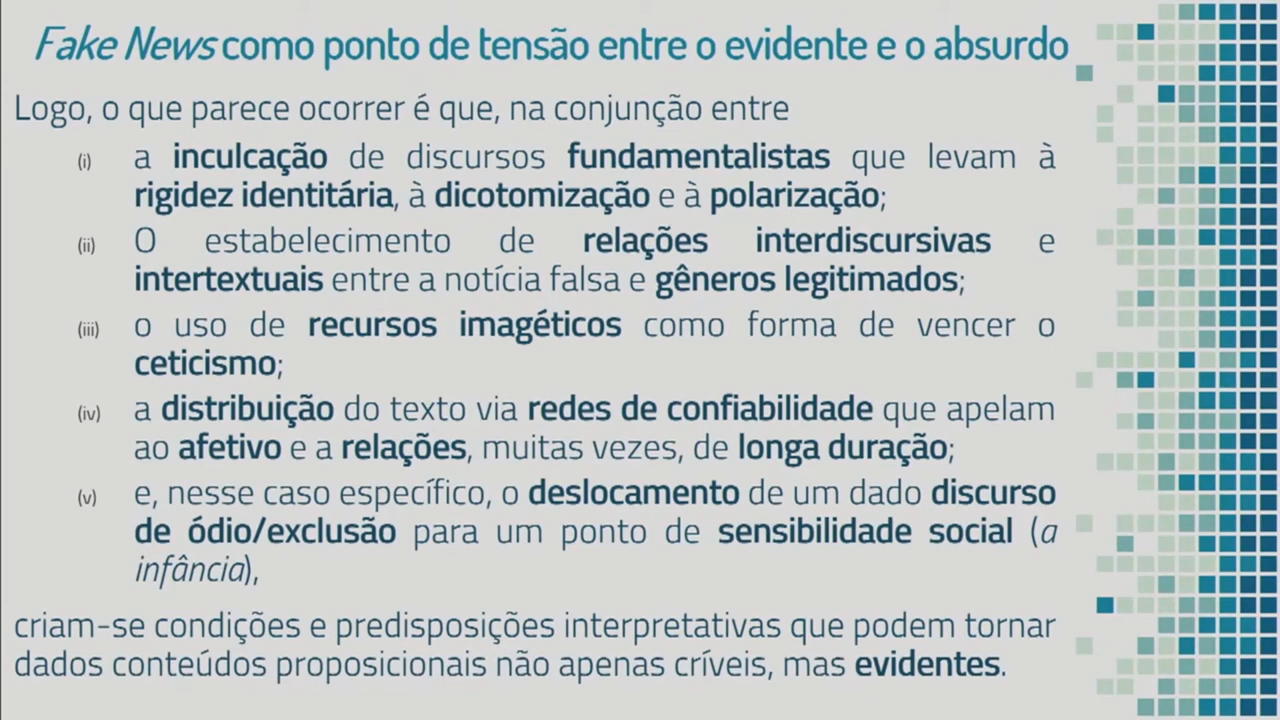 Fake News como ponto de tensão entre o evidente e o absurdo
Logo, o que parece ocorrer é que, na conjunção entre
(i) a inculcação de discursos fundamentalistas que levam à
rigidez identitária, à dicotomização e à polarização;
(ii) O estabelecimento de relações interdiscursivas e
intertextuais entre a notícia falsa e gêneros legitimados;
(iii) o uso de recursos imagéticos como forma de vencer o
ceticismo;
(iv) a distribuição do texto via redes de confiabilidade que apelam
ao afetivo e a relações, muitas vezes, de longa duração;
(v) e, nesse caso específico, o deslocamento de um dado discurso
de ódio/exclusão para um ponto de sensibilidade social (a
infância),
criam-se condições e predisposições interpretativas que podem tornar
dados conteúdos proposicionais não apenas críveis, mas evidentes.